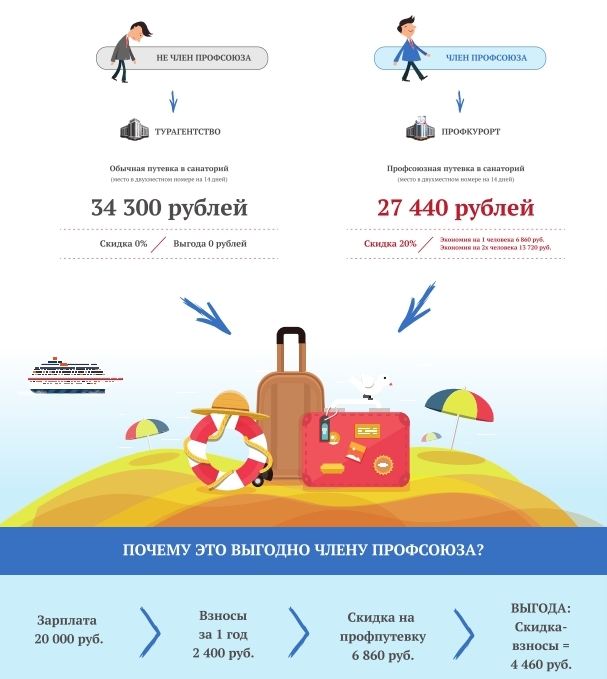 НЕ ЧЛЕН ПРОФСОЮЗА
ЧЛЕН ПРОФСОЮЗА
ТУРАГЕНТСТВО
ПРОФКУРОРТ
Обычная путевка в санаторий
(место в двухместном номере на 14 дней)
34 300 рублей
Скидка 0% Выгода 0 рублей
Профсоюзная путевка в санаторий
(место в двухместном номере на 14 дней)
27 440 рублей
Скидка 20%
Экономия на 1 человека 6 860 руб.
Экономия на 2х человека 13 720 руб.
ПОЧЕМУ ЭТО ВЫГОДНО ЧЛЕНУ ПРОФСОЮЗА?
Зарплата
20 000 руб.
Взносы
за 1 год
2 400 руб.
Скидка на
профпутевку
6 860 руб.
ВЫГОДА:
Скидка-
взносы =
4 460 руб.